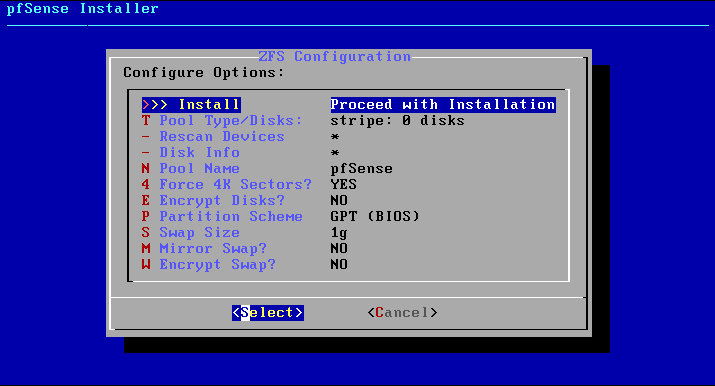 pfSense Installer
ZFS Configuration
Configure Options:
>>> Install Proceed with Installation
T Pool Type/Disks: stripe: 0 disks
- Rescan Devices *
- Disk Info *
N Pool Name pfSense
4 Force 4K Sectors? YES
E Encrypt Disks? NO
P Partition Scheme GPT (BIOS)
S Swap Size 1g
M Mirror Swap? NO
W Encrypt Swap? NO
<Select> <Cancel>